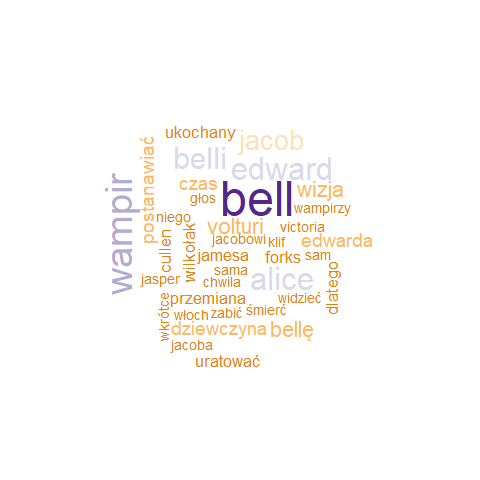 ukochany
jacob
belli
edward
wampir
postanawiać
czas
głos
bell
wizja
wampirzy
niego
volturi
victoria
cullen
wilkołak
jacobowi
klif
edwarda
jamesa
forks
sam
jasper
sama
chwila
alice
dlatego
przemiana
widzieć
wkrótce
włoch
zabić
śmierć
dziewczyna
bellę
jacoba
uratować